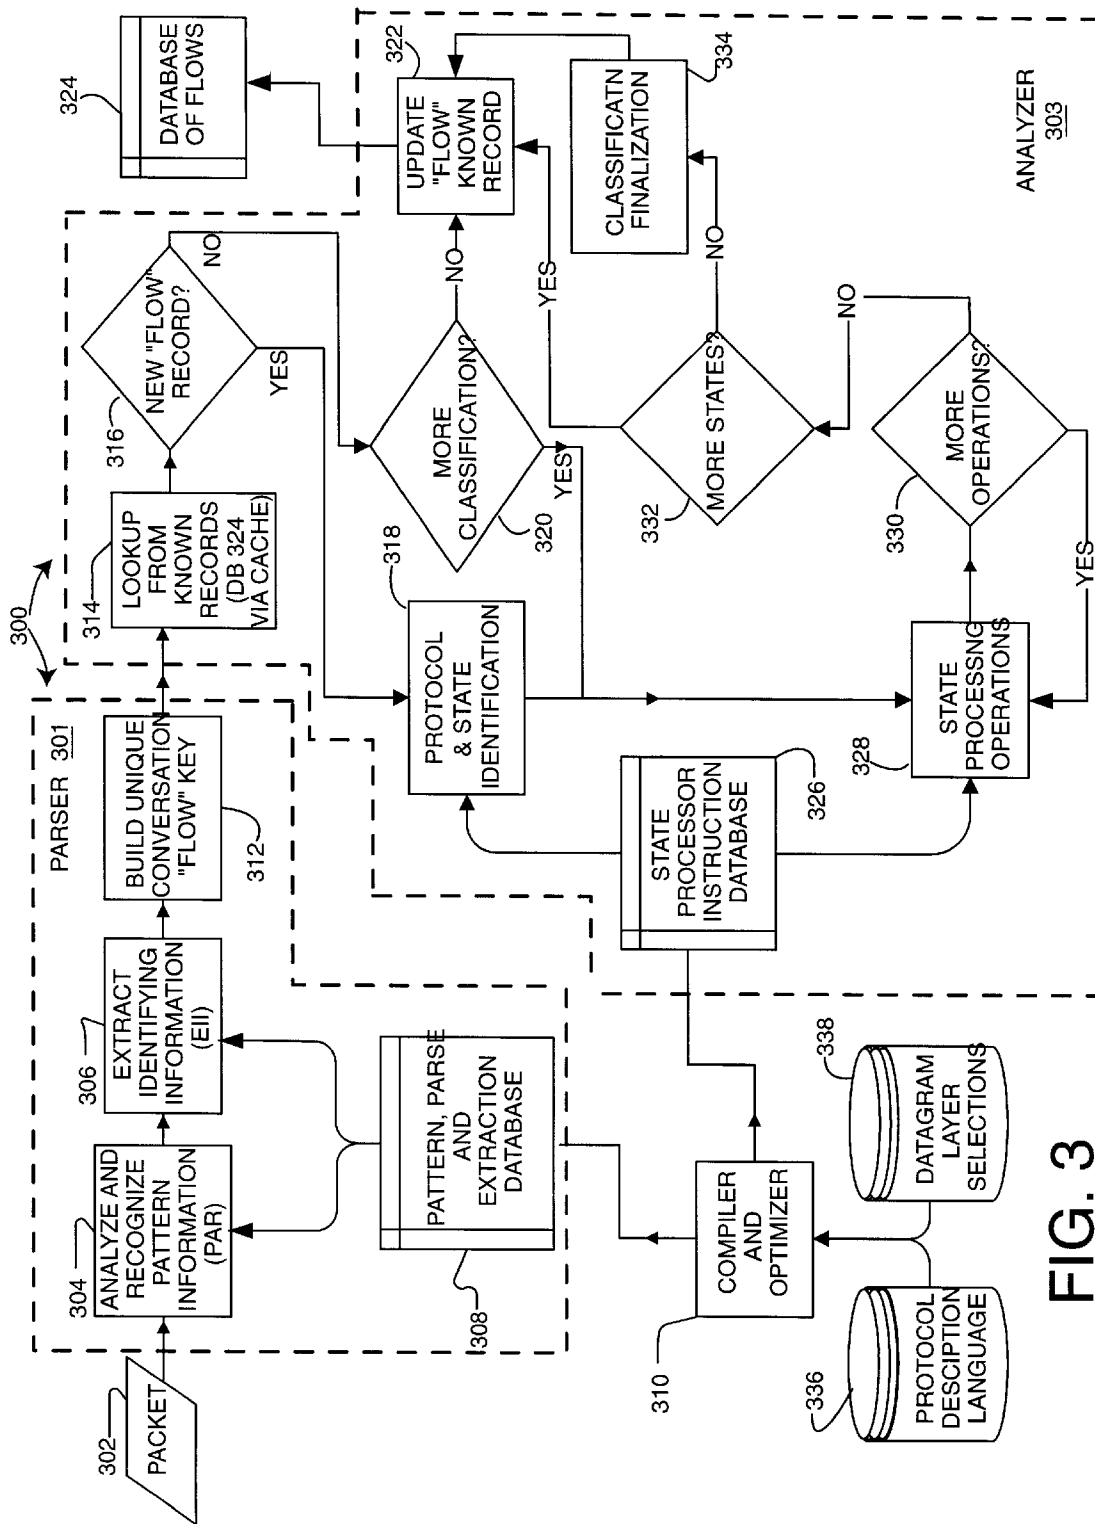 300
PARSER 301
302
PACKET
304
ANALYZE AND
RECOGNIZE
PATTERN
INFORMATION
(PAR)
306
EXTRACT
IDENTIFYING
INFORMATION
(EII)
BUILD UNIQUE
CONVERSATION
"FLOW" KEY
312
314
LOOKUP
FROM
KNOWN
RECORDS
(DB 324
VIA CACHE)
316
NEW "FLOW"
RECORD?
NO
YES
324
DATABASE
OF FLOWS
PATTERN, PARSE
AND
EXTRACTION
DATABASE
308
318
PROTOCOL
& STATE
IDENTIFICATION
MORE
CLASSIFICATION?
320
NO
YES
UPDATE
"FLOW"
KNOWN
RECORD
322
STATE
PROCESSOR
INSTRUCTION
DATABASE
326
YES
CLASSIFICATN
FINALIZATION
334
MORE STATES?
332
NO
310
COMPILER
AND
OPTIMIZER
NO
328
STATE
PROCESSNG
OPERATIONS
330
MORE
OPERATIONS?
YES
336
PROTOCOL
DESCIPTION
LANGUAGE
338
DATAGRAM
LAYER
SELECTIONS
ANALYZER
303
FIG. 3